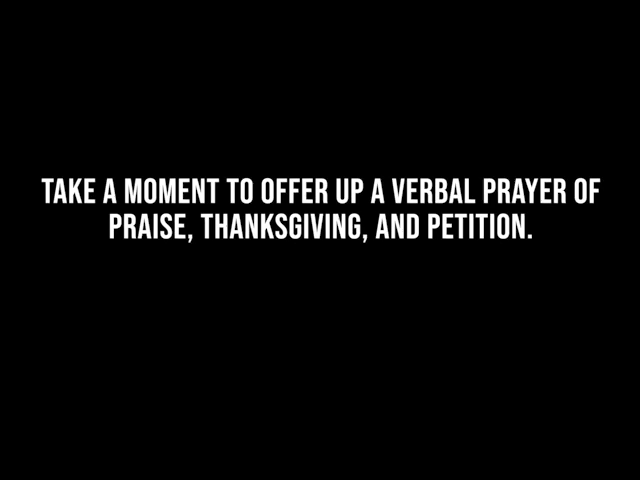 TAKE A MOMENT TO OFFER UP A VERBAL PRAYER OF
PRAISE, THANKSGIVING, AND PETITION.